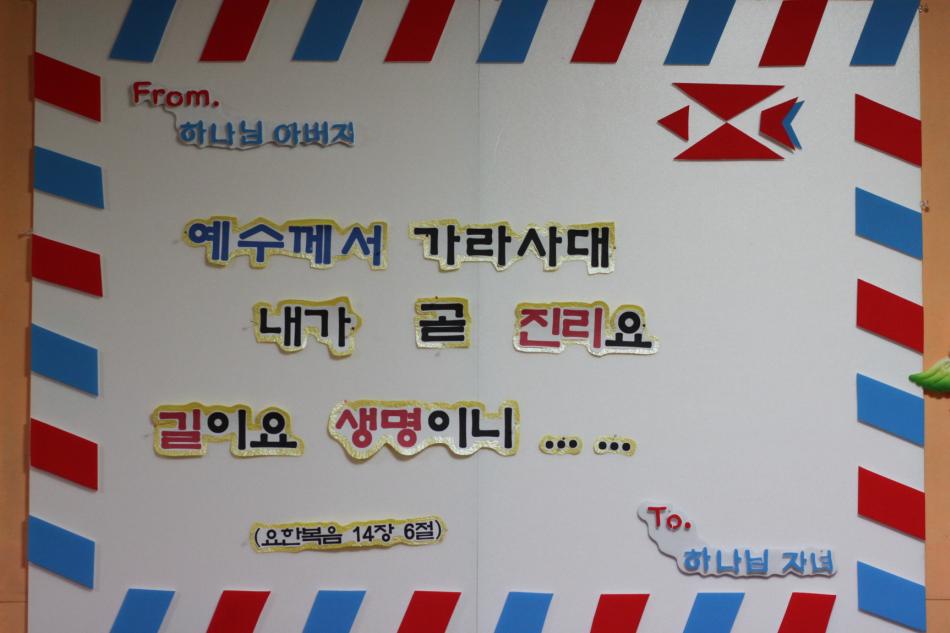 From.
하나님 아버지
예수께서 가라사대
내가 곧 진리요
길이요 생명이니 ... ...
(요한복음 14장 6절)
To.
하나님 자녀